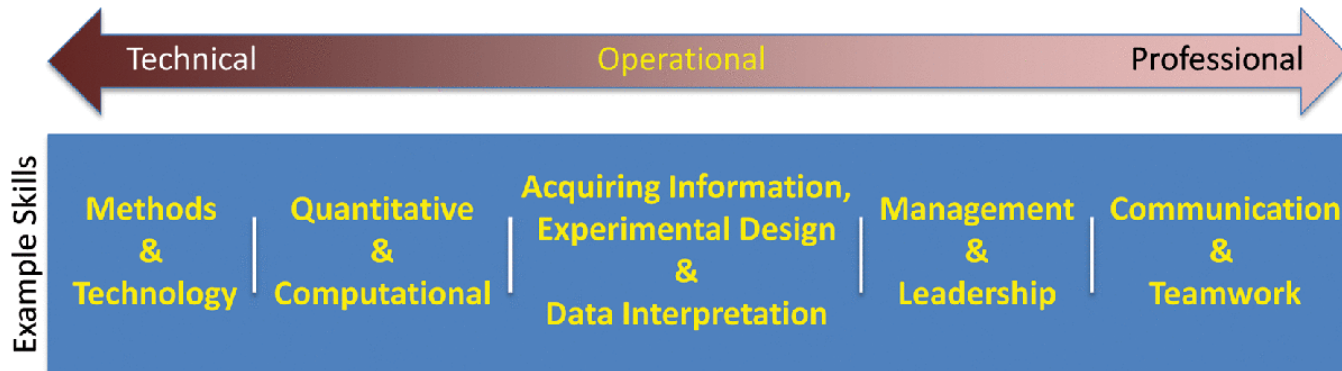 Technical Operational Professional
Example Skills
Methods
&
Technology
Quantitative
&
Computational
Acquiring Information,
Experimental Design
&
Data Interpretation
Management
&
Leadership
Communication
&
Teamwork